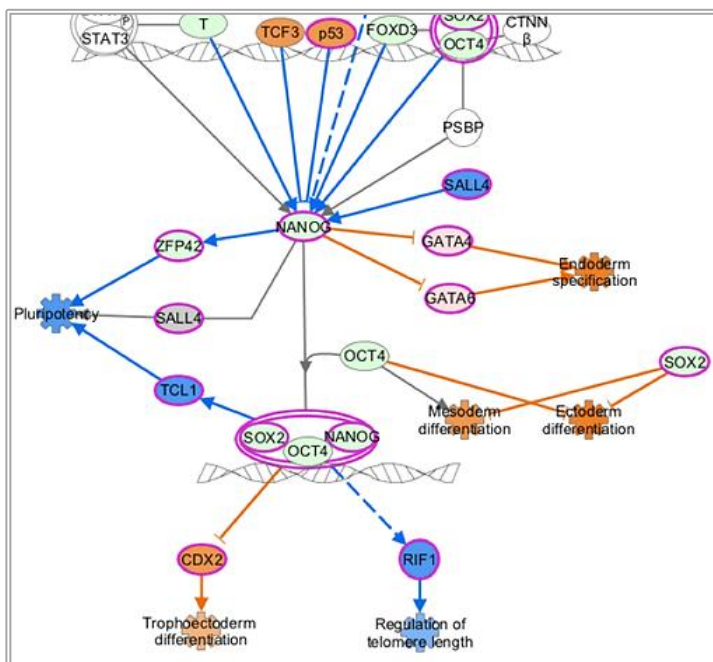 SOX2
CTNN
β
P
STAT3
T
TCF3
p53
FOXD3
OCT4
PSBP
SALL4
NANOG
ZFP42
GATA4
Endoderm
specification
GATA6
Pluripotency
SALL4
OCT4
SOX2
TCL1
Mesoderm
differentiation
Ectoderm
differentiation
SOX2
NANOG
OCT4
CDX2
RIF1
Trophoectoderm
differentiation
Regulation of
telomere length